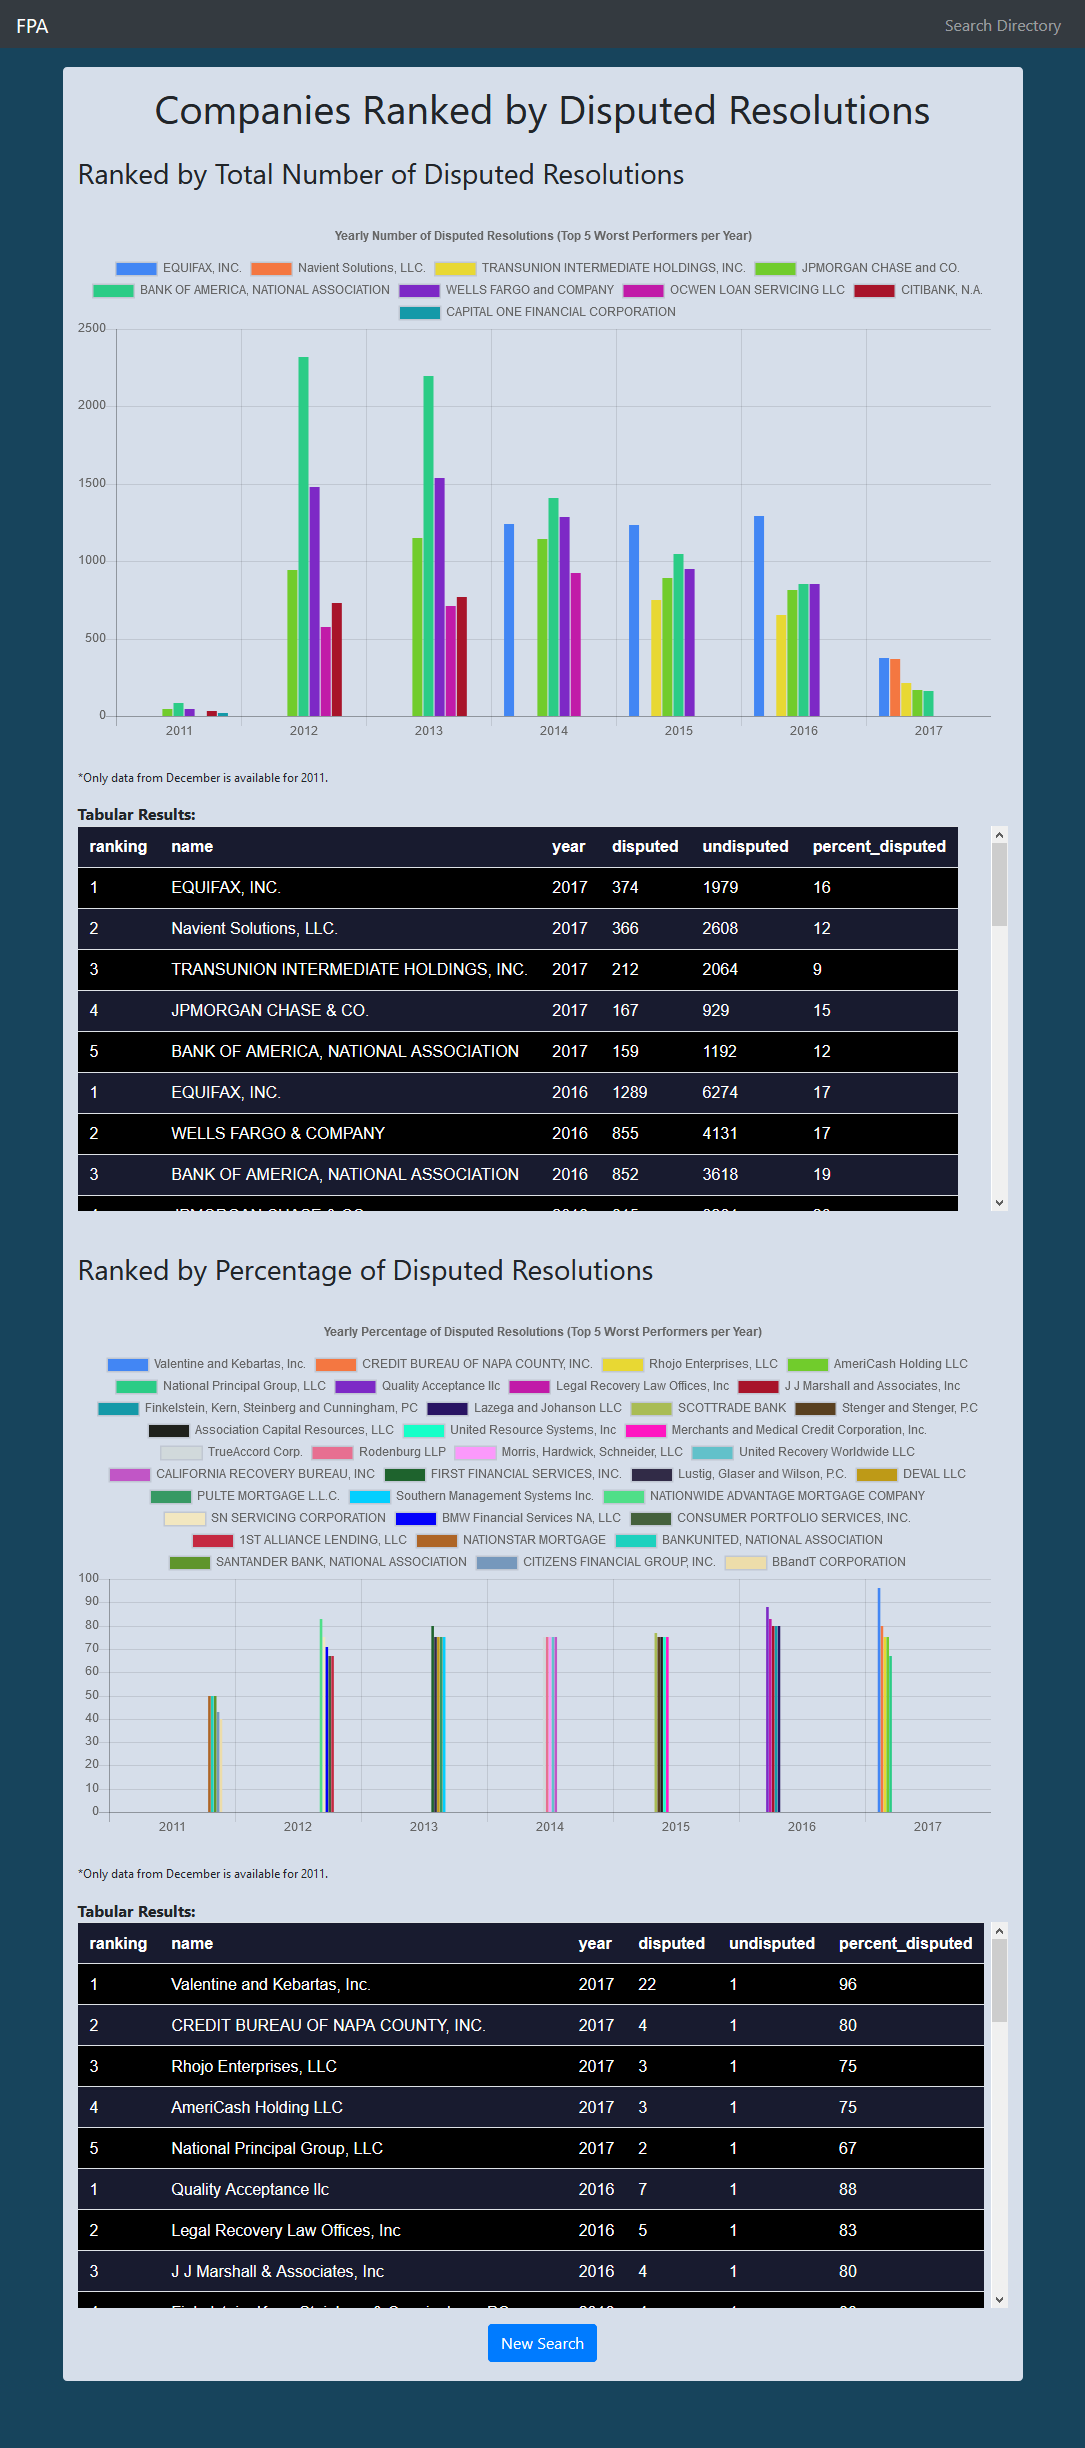 FPA Search Directory
Companies Ranked by Disputed Resolutions
Ranked by Total Number of Disputed Resolutions
Yearly Number of Disputed Resolutions (Top 5 Worst Performers per Year)
EQUIFAX, INC. Navient Solutions, LLC. TRANSUNION INTERMEDIATE HOLDINGS, INC. JPMORGAN CHASE and CO.
BANK OF AMERICA, NATIONAL ASSOCIATION WELLS FARGO and COMPANY OCWEN LOAN SERVICING LLC CITIBANK, N.A.
CAPITAL ONE FINANCIAL CORPORATION
2500
2000
1500
1000
500
0
2011 2012 2013 2014 2015 2016 2017
*Only data from December is available for 2011.
Tabular Results:
ranking name year disputed undisputed percent_disputed
1 EQUIFAX, INC. 2017 374 1979 16
2 Navient Solutions, LLC. 2017 366 2608 12
3 TRANSUNION INTERMEDIATE HOLDINGS, INC. 2017 212 2064 9
4 JPMORGAN CHASE & CO. 2017 167 929 15
5 BANK OF AMERICA, NATIONAL ASSOCIATION 2017 159 1192 12
1 EQUIFAX, INC. 2016 1289 6274 17
2 WELLS FARGO & COMPANY 2016 855 4131 17
3 BANK OF AMERICA, NATIONAL ASSOCIATION 2016 852 3618 19
Ranked by Percentage of Disputed Resolutions
Yearly Percentage of Disputed Resolutions (Top 5 Worst Performers per Year)
Valentine and Kebartas, Inc. CREDIT BUREAU OF NAPA COUNTY, INC. Rhojo Enterprises, LLC AmeriCash Holding LLC
National Principal Group, LLC Quality Acceptance llc Legal Recovery Law Offices, Inc J J Marshall and Associates, Inc
Finkelstein, Kern, Steinberg and Cunningham, PC Lazega and Johanson LLC SCOTTRADE BANK Stenger and Stenger, P.C
Association Capital Resources, LLC United Resource Systems, Inc Merchants and Medical Credit Corporation, Inc.
TrueAccord Corp. Rodenburg LLP Morris, Hardwick, Schneider, LLC United Recovery Worldwide LLC
CALIFORNIA RECOVERY BUREAU, INC FIRST FINANCIAL SERVICES, INC. Lustig, Glaser and Wilson, P.C. DEVAL LLC
PULTE MORTGAGE L.L.C. Southern Management Systems Inc. NATIONWIDE ADVANTAGE MORTGAGE COMPANY
SN SERVICING CORPORATION BMW Financial Services NA, LLC CONSUMER PORTFOLIO SERVICES, INC.
1ST ALLIANCE LENDING, LLC NATIONSTAR MORTGAGE BANKUNITED, NATIONAL ASSOCIATION
SANTANDER BANK, NATIONAL ASSOCIATION CITIZENS FINANCIAL GROUP, INC. BBandT CORPORATION
100
90
80
70
60
50
40
30
20
10
0
2011 2012 2013 2014 2015 2016 2017
*Only data from December is available for 2011.
Tabular Results:
ranking name year disputed undisputed percent_disputed
1 Valentine and Kebartas, Inc. 2017 22 1 96
2 CREDIT BUREAU OF NAPA COUNTY, INC. 2017 4 1 80
3 Rhojo Enterprises, LLC 2017 3 1 75
4 AmeriCash Holding LLC 2017 3 1 75
5 National Principal Group, LLC 2017 2 1 67
1 Quality Acceptance llc 2016 7 1 88
2 Legal Recovery Law Offices, Inc 2016 5 1 83
3 J J Marshall & Associates, Inc 2016 4 1 80
New Search